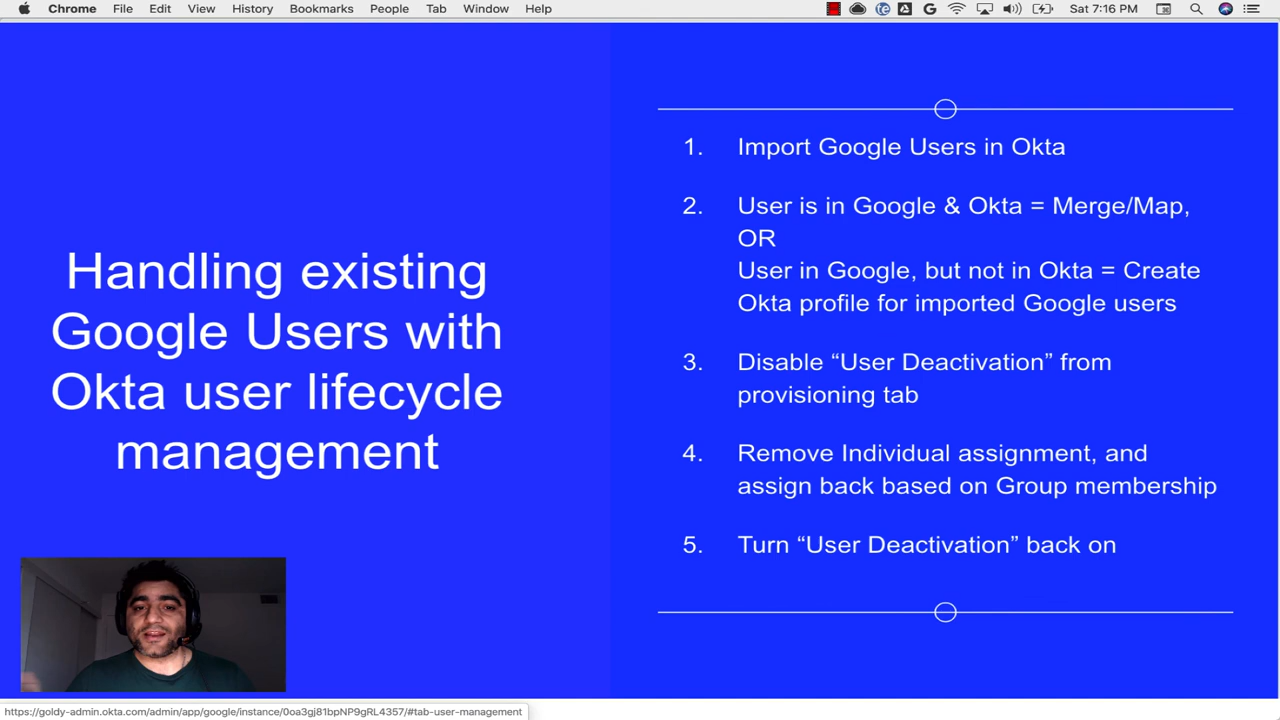 Chrome File Edit View History Bookmarks People Tab Window Help Sat 7:16 PM
Handling existing
Google Users with
Okta user lifecycle
management
1. Import Google Users in Okta
2. User is in Google & Okta = Merge/Map,
OR
User in Google, but not in Okta = Create
Okta profile for imported Google users
3. Disable “User Deactivation” from
provisioning tab
4. Remove Individual assignment, and
assign back based on Group membership
5. Turn “User Deactivation” back on
https://goldy-admin.okta.com/admin/app/google/instance/0oa3gj81bpNP9gRL4357/#tab-user-management